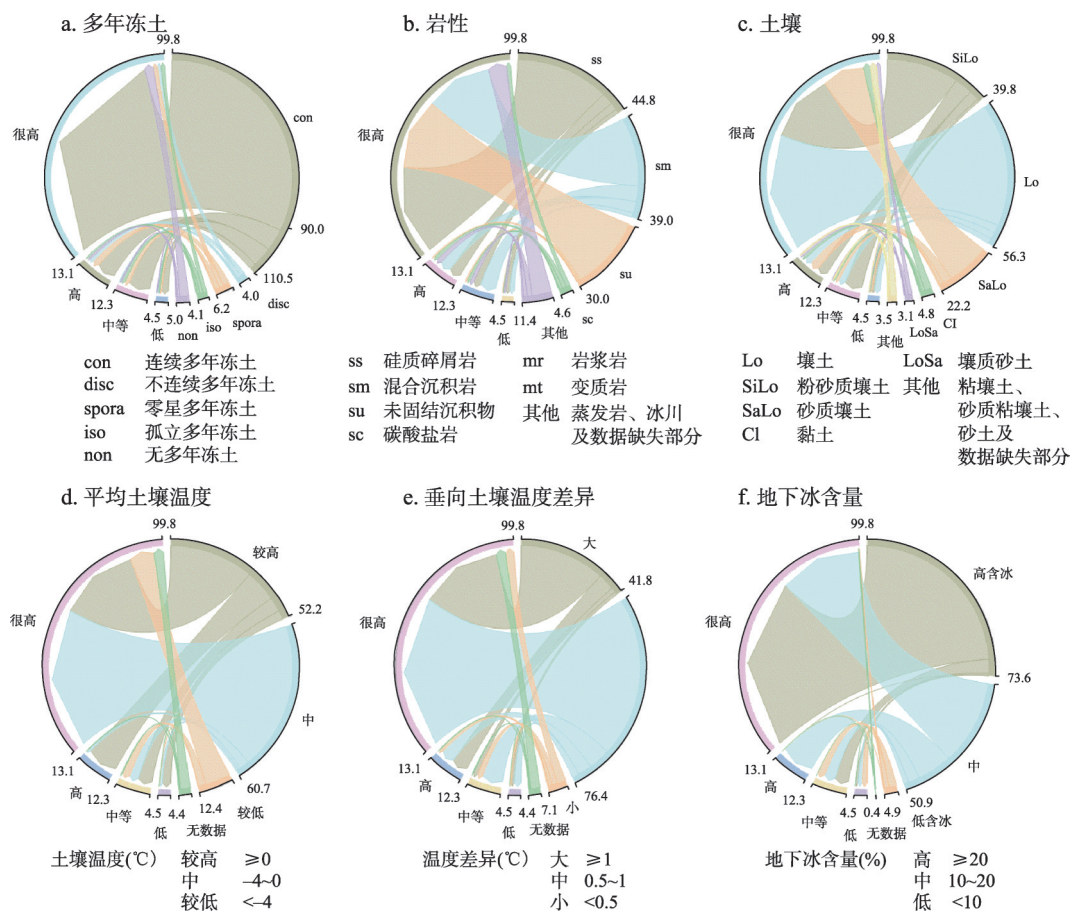 a. 多年冻土
99.8
con
很高
90.0
110.5
disc
4.0
spora
6.2
iso
4.1
non
5.0
低
4.5
中等
12.3
高
13.1
con 连续多年冻土
disc 不连续多年冻土
spora 零星多年冻土
iso 孤立多年冻土
non 无多年冻土
b. 岩性
99.8
ss
44.8
很高
sm
39.0
su
30.0
sc
4.6
其他
11.4
低
4.5
中等
12.3
高
13.1
ss 硅质碎屑岩 mr 岩浆岩
sm 混合沉积岩 mt 变质岩
su 未固结沉积物 其他 蒸发岩、冰川
sc 碳酸盐岩 及数据缺失部分
c. 土壤
99.8
SiLo
39.8
很高
Lo
56.3
SaLo
22.2
CI
4.8
LoSa
3.1
其他
3.5
低
4.5
中等
12.3
高
13.1
Lo 壤土 LoSa 壤质砂土
SiLo 粉砂质壤土 其他 粘壤土、
SaLo 砂质壤土 砂质粘壤土、
Cl 黏土 砂土及
数据缺失部分
d. 平均土壤温度
99.8
较高
52.2
很高
中
60.7
较低
12.4
无数据
4.4
低
4.5
中等
12.3
高
13.1
土壤温度(℃) 较高 ≥0
中 –4~0
较低 <–4
e. 垂向土壤温度差异
99.8
大
41.8
很高
中
76.4
小
7.1
无数据
4.4
低
4.5
中等
12.3
高
13.1
温度差异(℃) 大 ≥1
中 0.5~1
小 <0.5
f. 地下冰含量
99.8
高含冰
73.6
很高
中
50.9
低含冰
4.9
无数据
0.4
低
4.5
中等
12.3
高
13.1
地下冰含量(%) 高 ≥20
中 10~20
低 <10